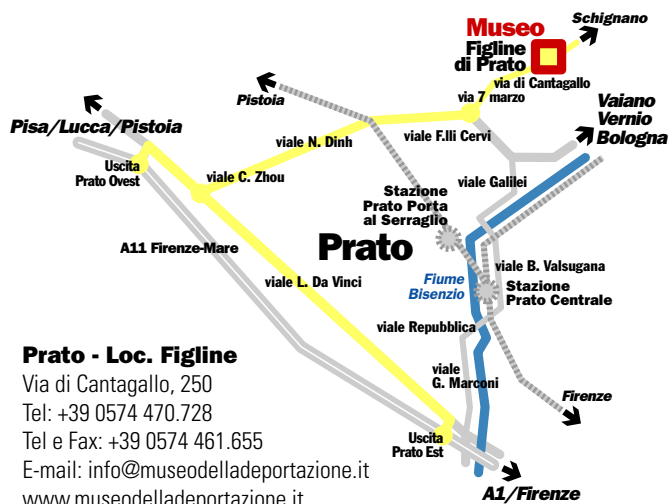 Schignano
Museo
Figline
di Prato
via di Cantagallo
via 7 marzo
Pistoia
Vaiano
Vernio
Bologna
Pisa/Lucca/Pistoia
viale N. Dinh
viale F.lli Cervi
Uscita
Prato Ovest
viale C. Zhou
viale Galilei
Stazione
Prato Porta
al Serraglio
A11 Firenze-Mare
Prato
viale B. Valsugana
viale L. Da Vinci
Fiume
Bisenzio
Stazione
Prato Centrale
viale Repubblica
Prato - Loc. Figline
Via di Cantagallo, 250
Tel: +39 0574 470.728
Tel e Fax: +39 0574 461.655
E-mail: info@museodelladeportazione.it
www.museodelladeportazione.it
viale
G. Marconi
Firenze
Uscita
Prato Est
A1/Firenze